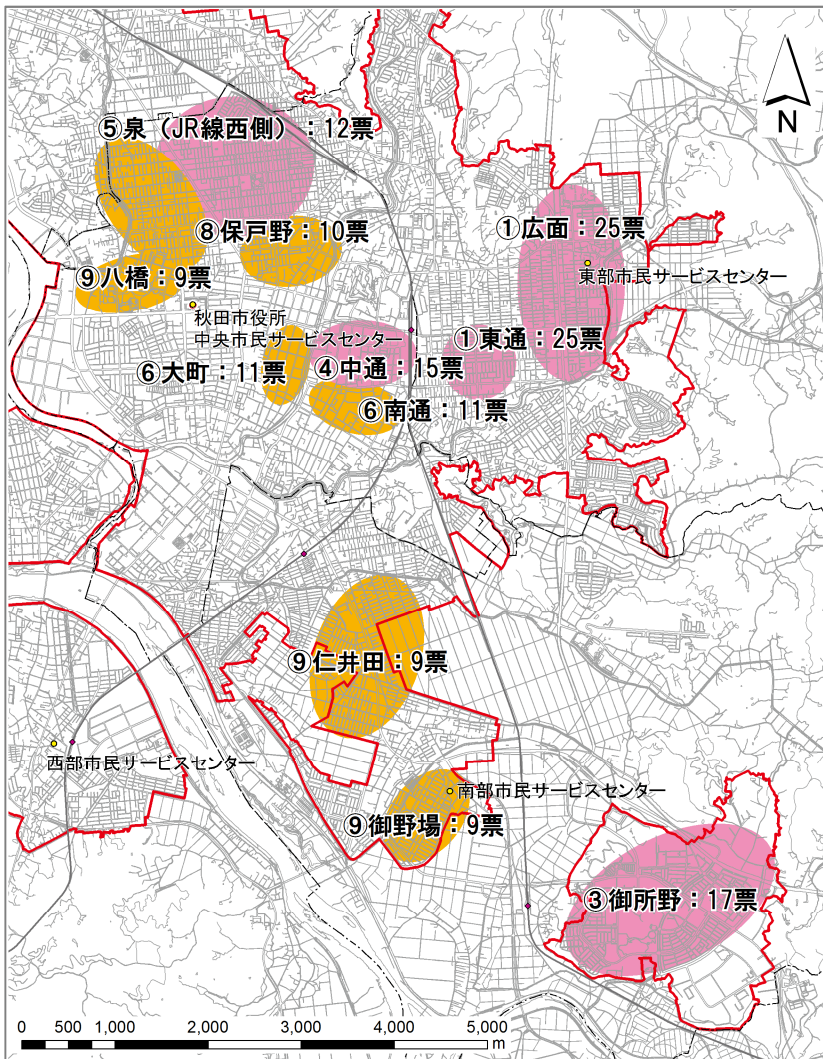 N
⑤泉（JR線西側）：12票
①広面：25票
⑧保戸野：10票
⑨八橋：9票
東部市民サービスセンター
秋田市役所
中央市民サービスセンター
①東通：25票
⑥大町：11票
④中通：15票
⑥南通：11票
⑨仁井田：9票
西部市民サービスセンター
南部市民サービスセンター
⑨御野場：9票
③御所野：17票
0 500 1,000 2,000 3,000 4,000 5,000
m